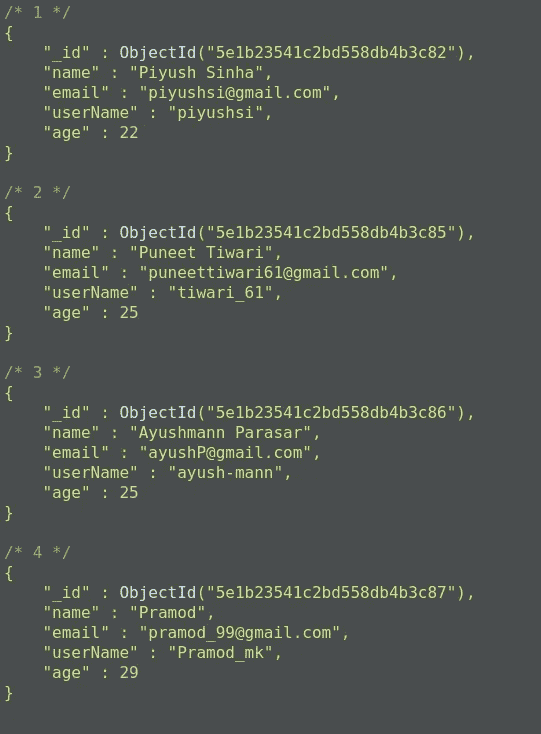 /* 1 */
{
    "_id" : ObjectId("5e1b23541c2bd558db4b3c82"),
    "name" : "Piyush Sinha",
    "email" : "piyushsi@gmail.com",
    "userName" : "piyushsi",
    "age" : 22
}
/* 2 */
{
    "_id" : ObjectId("5e1b23541c2bd558db4b3c85"),
    "name" : "Puneet Tiwari",
    "email" : "puneettiwari61@gmail.com",
    "userName" : "tiwari_61",
    "age" : 25
}
/* 3 */
{
    "_id" : ObjectId("5e1b23541c2bd558db4b3c86"),
    "name" : "Ayushmann Parasar",
    "email" : "ayushP@gmail.com",
    "userName" : "ayush-mann",
    "age" : 25
}
/* 4 */
{
    "_id" : ObjectId("5e1b23541c2bd558db4b3c87"),
    "name" : "Pramod",
    "email" : "pramod_99@gmail.com",
    "userName" : "Pramod_mk",
    "age" : 29
}